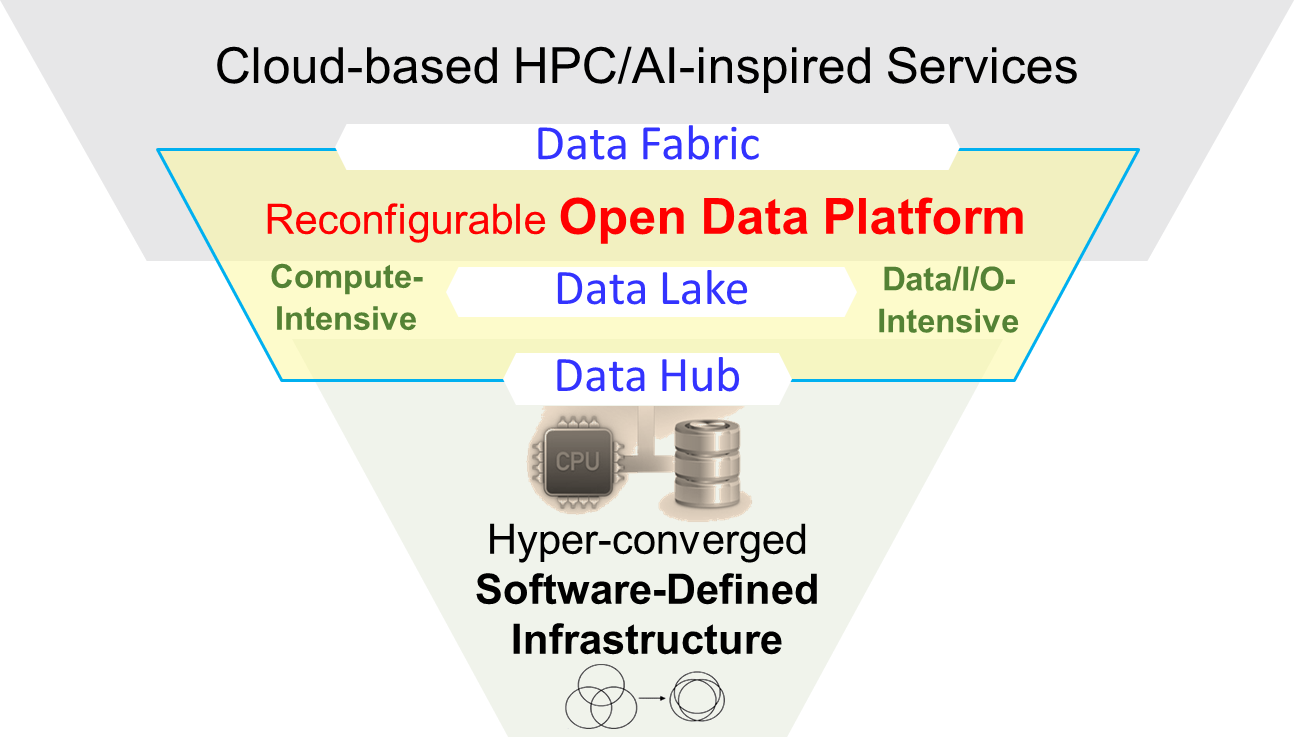 Cloud-based HPC/AI-inspired Services
Data Fabric
Reconfigurable Open Data Platform
Compute-
Intensive
Data Lake
Data/I/O-
Intensive
Data Hub
CPU
Hyper-converged
Software-Defined
Infrastructure